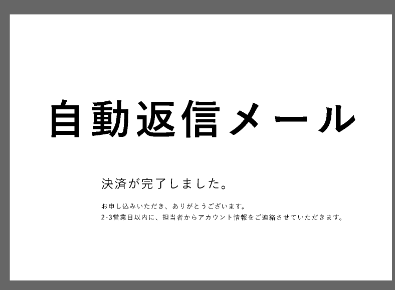 自動返信メール
決済が完了しました。
お申し込みいただき、ありがとうございます。
2-3営業日以内に、担当者からアカウント情報をご連絡させていただきます。